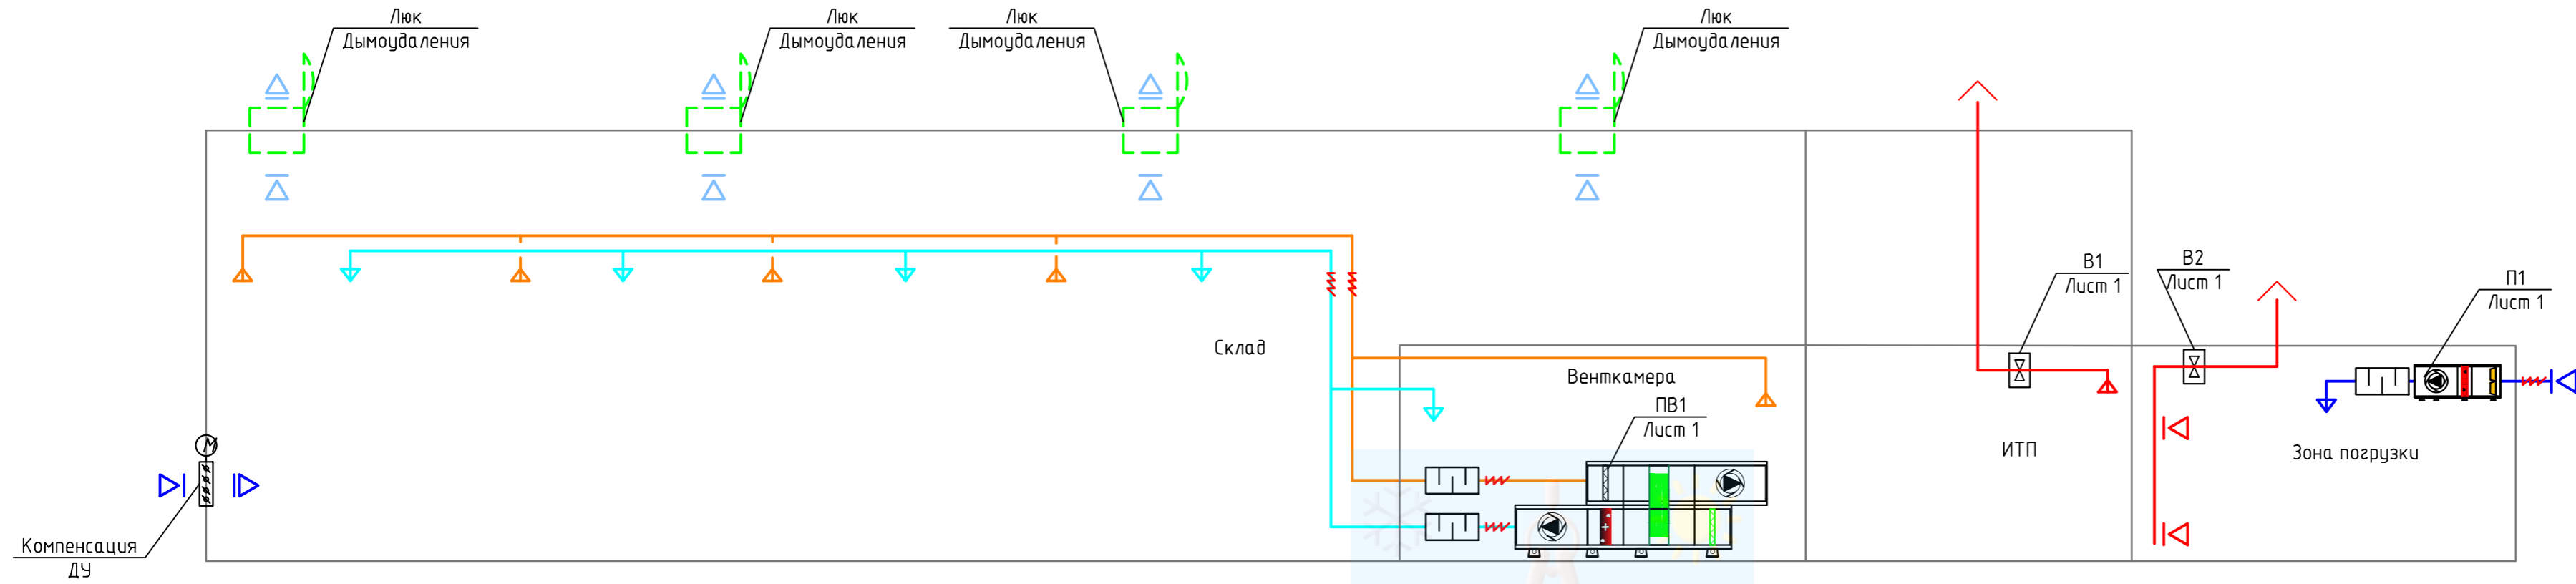 Люк
Дымоудаления
Люк
Дымоудаления
Люк
Дымоудаления
Люк
Дымоудаления
В1
Лист 1
В2
Лист 1
П1
Лист 1
Склад
Венткамера
ПВ1
Лист 1
ИТП
Зона погрузки
М
Компенсация
ДУ